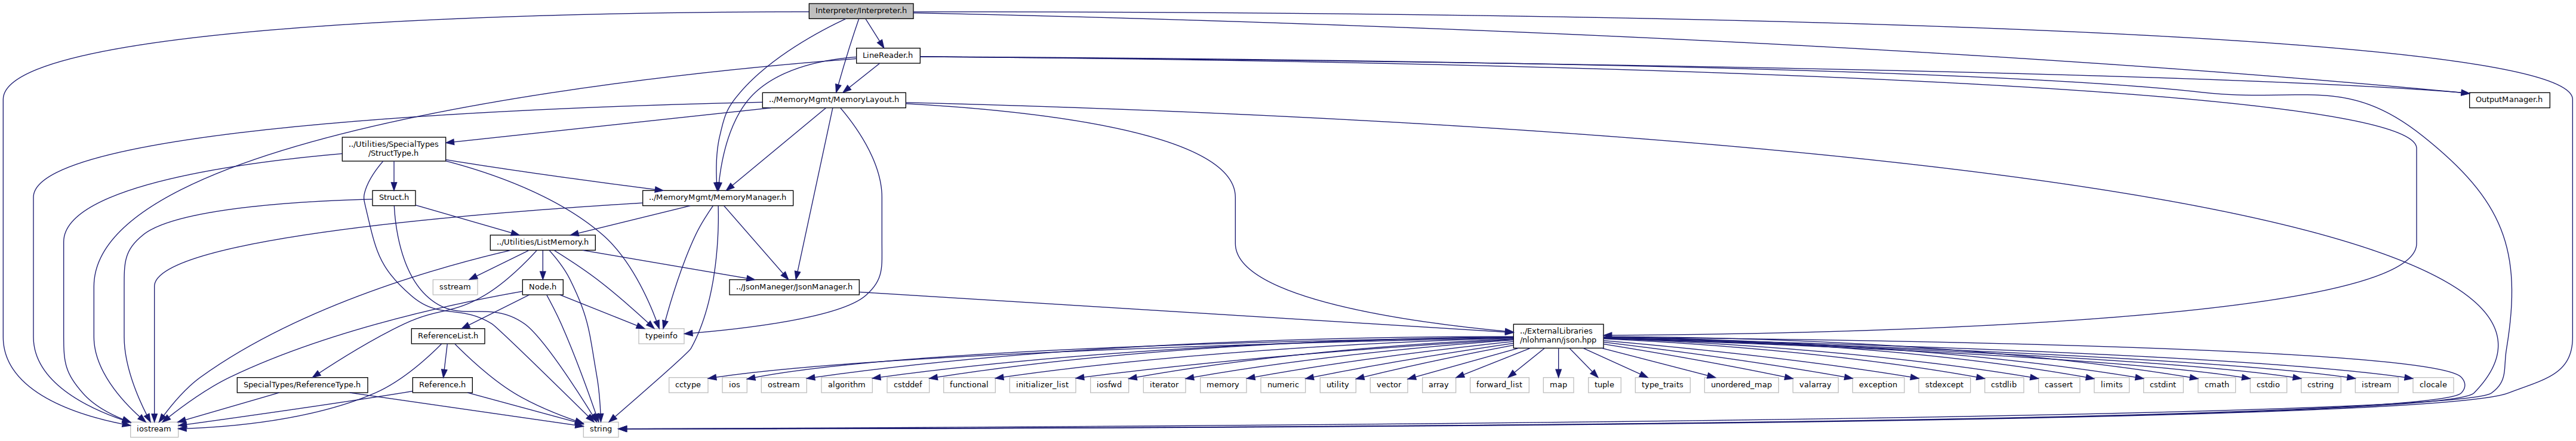 Interpreter/Interpreter.h
LineReader.h
../MemoryMgmt/MemoryLayout.h
OutputManager.h
../Utilities/SpecialTypes
/StructType.h
Struct.h
../MemoryMgmt/MemoryManager.h
../Utilities/ListMemory.h
sstream
Node.h
../JsonManeger/JsonManager.h
ReferenceList.h
typeinfo
../ExternalLibraries
/nlohmann/json.hpp
SpecialTypes/ReferenceType.h
Reference.h
cctype
ios
ostream
algorithm
cstddef
functional
initializer_list
iosfwd
iterator
memory
numeric
utility
vector
array
forward_list
map
tuple
type_traits
unordered_map
valarray
exception
stdexcept
cstdlib
cassert
limits
cstdint
cmath
cstdio
cstring
istream
clocale
iostream
string